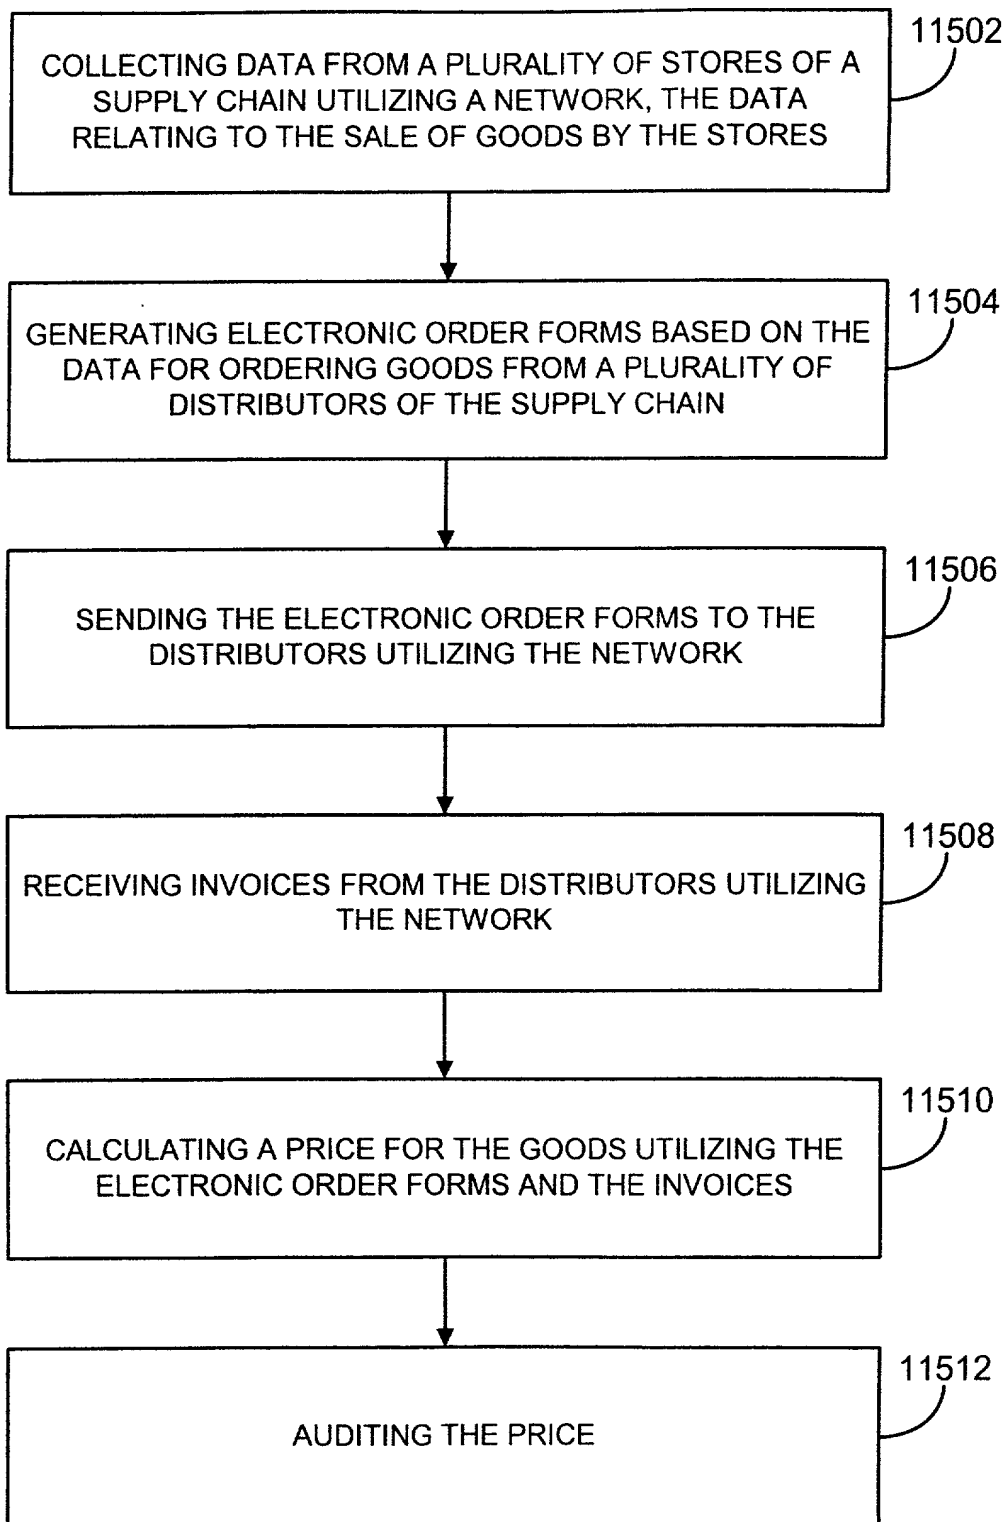 11502
COLLECTING DATA FROM A PLURALITY OF STORES OF A
SUPPLY CHAIN UTILIZING A NETWORK, THE DATA
RELATING TO THE SALE OF GOODS BY THE STORES
11504
GENERATING ELECTRONIC ORDER FORMS BASED ON THE
DATA FOR ORDERING GOODS FROM A PLURALITY OF
DISTRIBUTORS OF THE SUPPLY CHAIN
11506
SENDING THE ELECTRONIC ORDER FORMS TO THE
DISTRIBUTORS UTILIZING THE NETWORK
11508
RECEIVING INVOICES FROM THE DISTRIBUTORS UTILIZING
THE NETWORK
11510
CALCULATING A PRICE FOR THE GOODS UTILIZING THE
ELECTRONIC ORDER FORMS AND THE INVOICES
11512
AUDITING THE PRICE